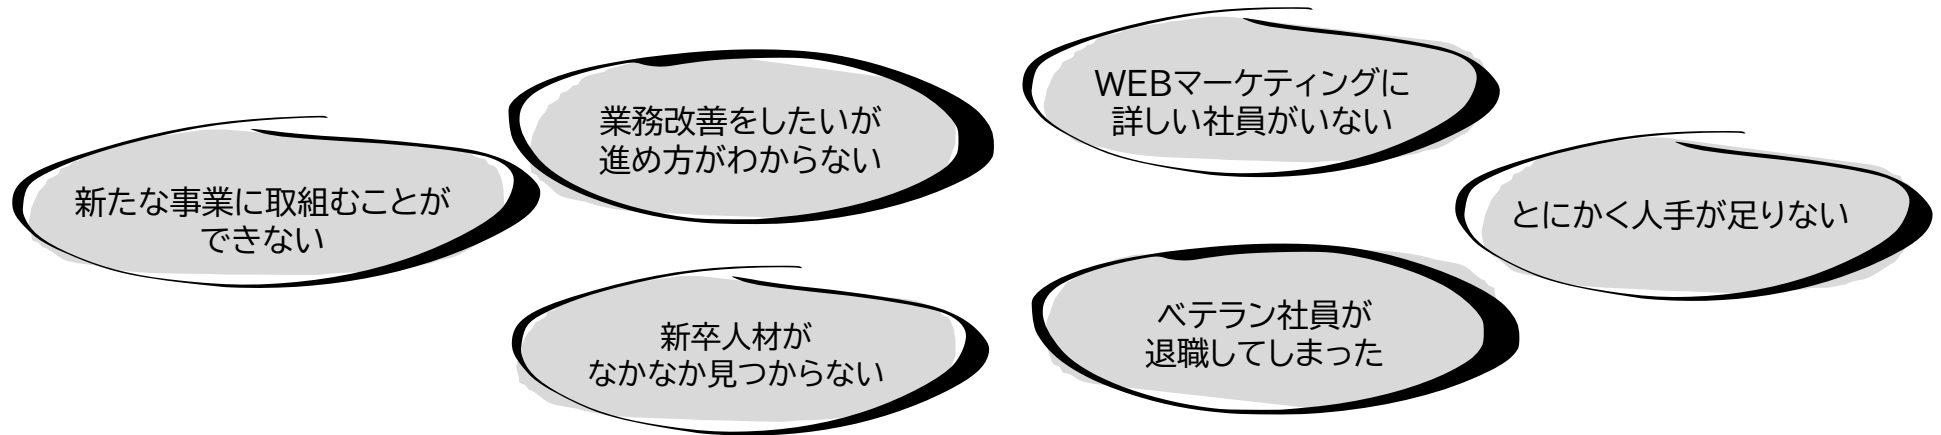 新たな事業に取組むことが
できない
業務改善をしたいが
進め方がわからない
新卒人材が
なかなか見つからない
WEBマーケティングに
詳しい社員がいない
ベテラン社員が
退職してしまった
とにかく人手が足りない